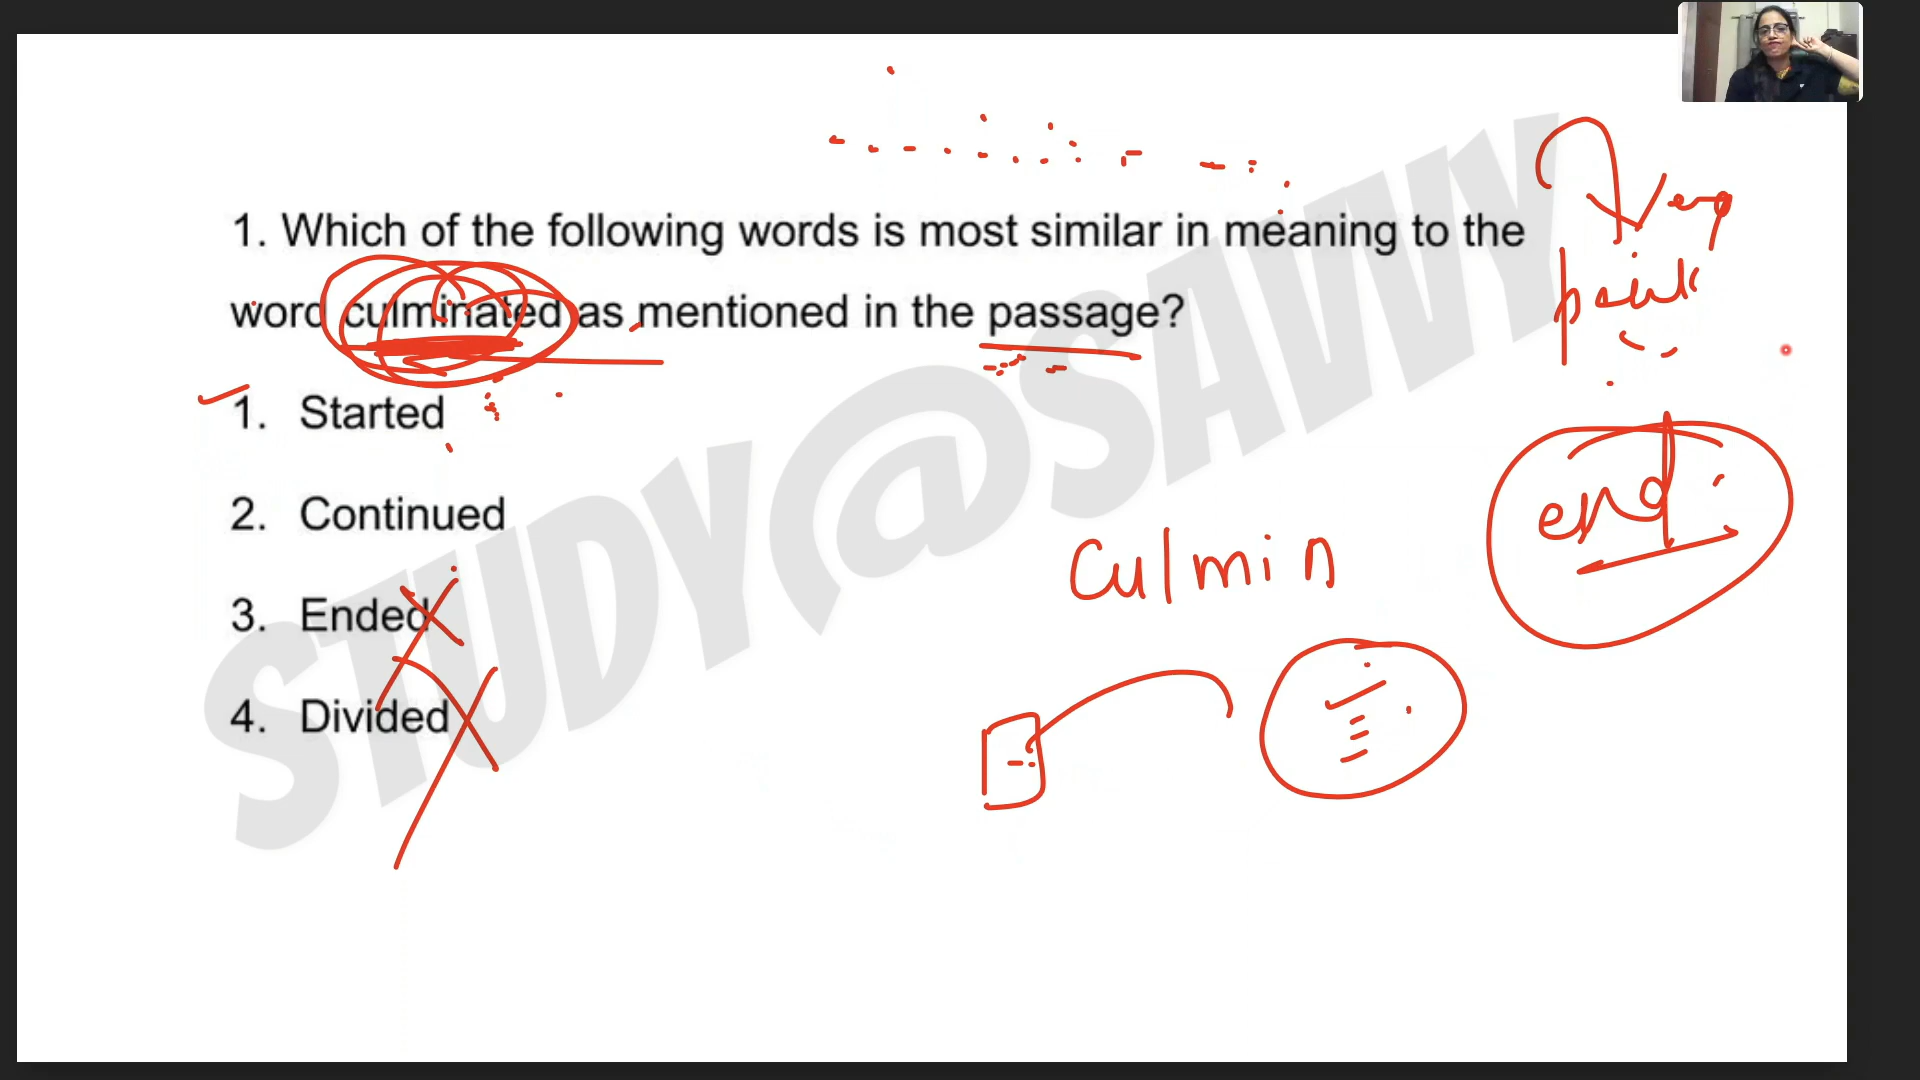 1. Which of the following words is most similar in meaning to the
word culminated as mentioned in the passage?
1. Started
2. Continued
3. Ended
4. Divided
STUDY@SAVVY
end
Culmin